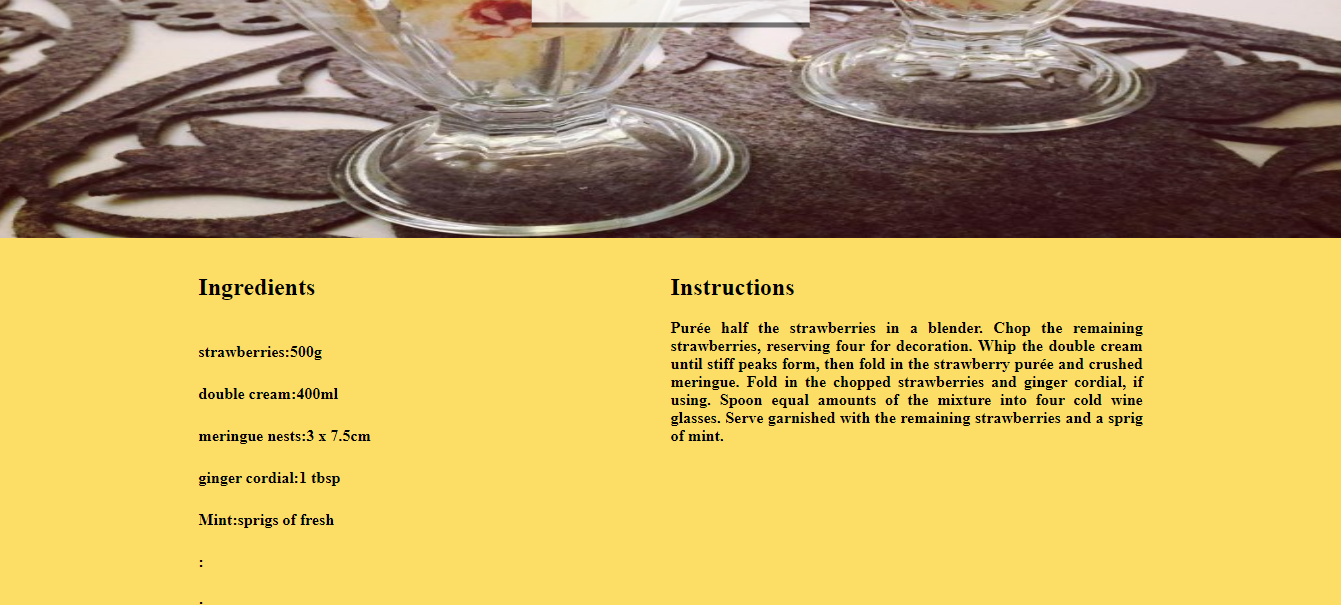 Ingredients
strawberries:500g
double cream:400ml
meringue nests:3 x 7.5cm
ginger cordial:1 tbsp
Mint:sprigs of fresh
:
:
Instructions
Purée half the strawberries in a blender. Chop the remaining
strawberries, reserving four for decoration. Whip the double cream
until stiff peaks form, then fold in the strawberry purée and crushed
meringue. Fold in the chopped strawberries and ginger cordial, if
using. Spoon equal amounts of the mixture into four cold wine
glasses. Serve garnished with the remaining strawberries and a sprig
of mint.